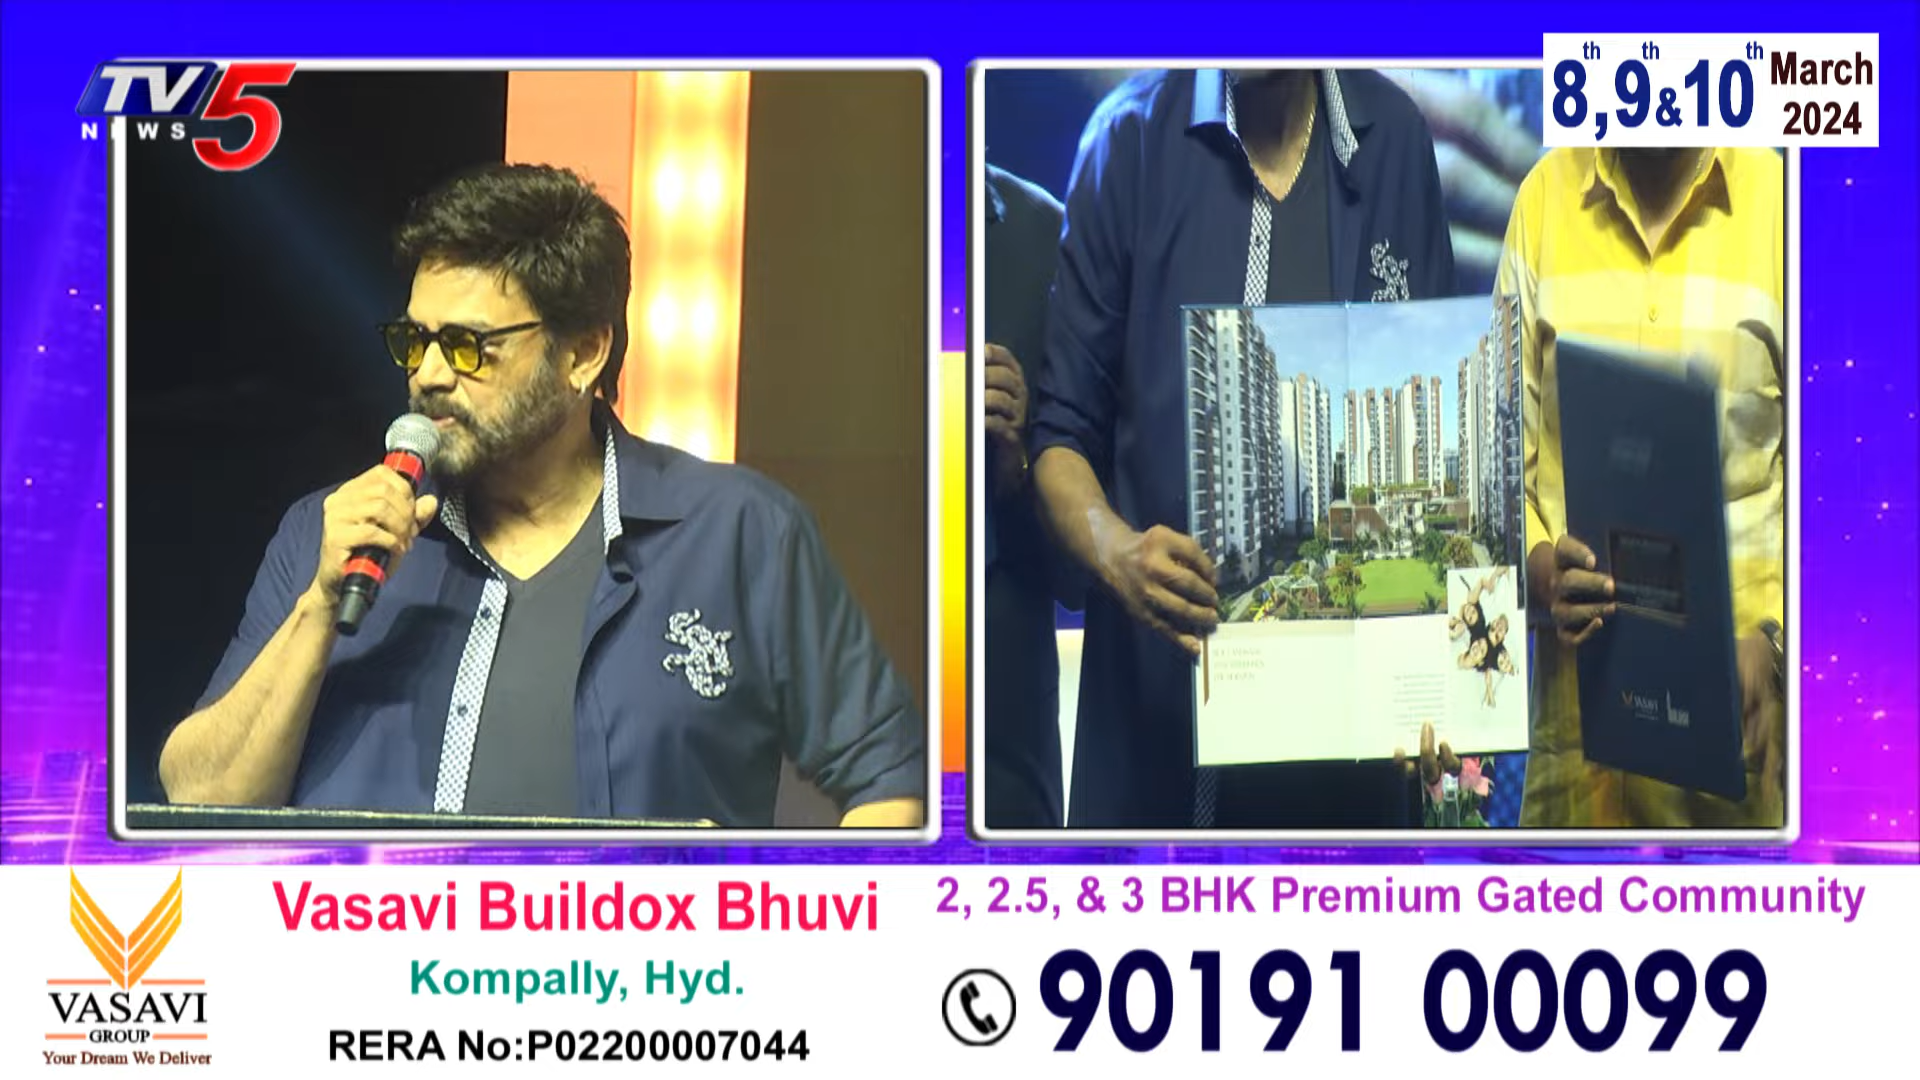 TV5
NEWS
8th, 9th & 10th March
2024
VASAVI
Vasavi Buildox Bhuvi
Kompally, Hyd.
RERA No:P02200007044
VASAVI
GROUP
Your Dream We Deliver
2, 2.5, & 3 BHK Premium Gated Community
90191 00099